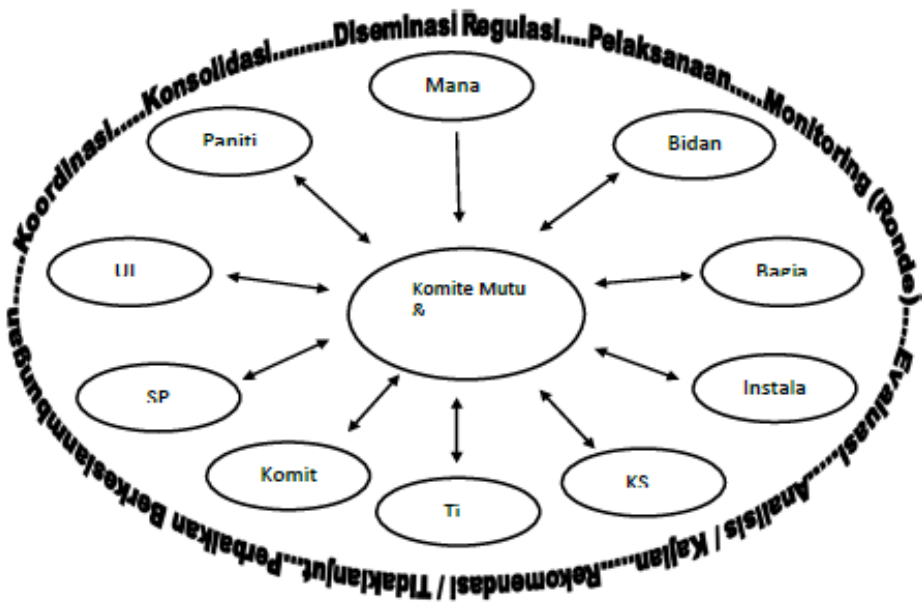 Koordinasi.....Konsolidasi.........Diseminasi Regulasi....Pelaksanaan.....Monitoring (Ronde)....Evaluasi.....Analisis / Kajian......Rekomendasi / Tidaklanjut...Perbaikan Berkesianmbungan......
Mana
Paniti
Bidan
UI
Bagia
Komite Mutu
&
SP
Instala
Komit
KS
Ti